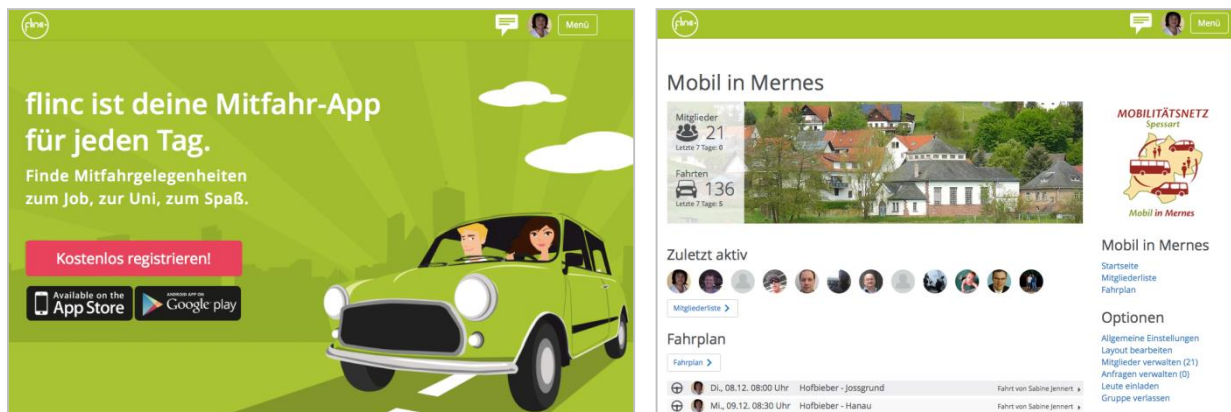 flinc
Menü
flinc ist deine Mitfahr-App
für jeden Tag.
Finde Mitfahrgelegenheiten
zum Job, zur Uni, zum Spaß.
Kostenlos registrieren!
Available on the
App Store
ANDROID APP ON
Google play
flinc
Menü
Mobil in Mernes
Mitglieder
21
Letzte 7 Tage: 0
Fahrten
136
Letzte 7 Tage: 5
MOBILITÄTSNETZ
Spessart
Mobil in Mernes
Zuletzt aktiv
Mitgliederliste
Fahrplan
Fahrplan
Di., 08.12. 08:00 Uhr Hofbieber - Jossgrund Fahrt von Sabine Jennert
Mi., 09.12. 08:30 Uhr Hofbieber - Hanau Fahrt von Sabine Jennert
Mobil in Mernes
Startseite
Mitgliederliste
Fahrplan
Optionen
Allgemeine Einstellungen
Layout bearbeiten
Mitglieder verwalten (21)
Anfragen verwalten (0)
Leute einladen
Gruppe verlassen